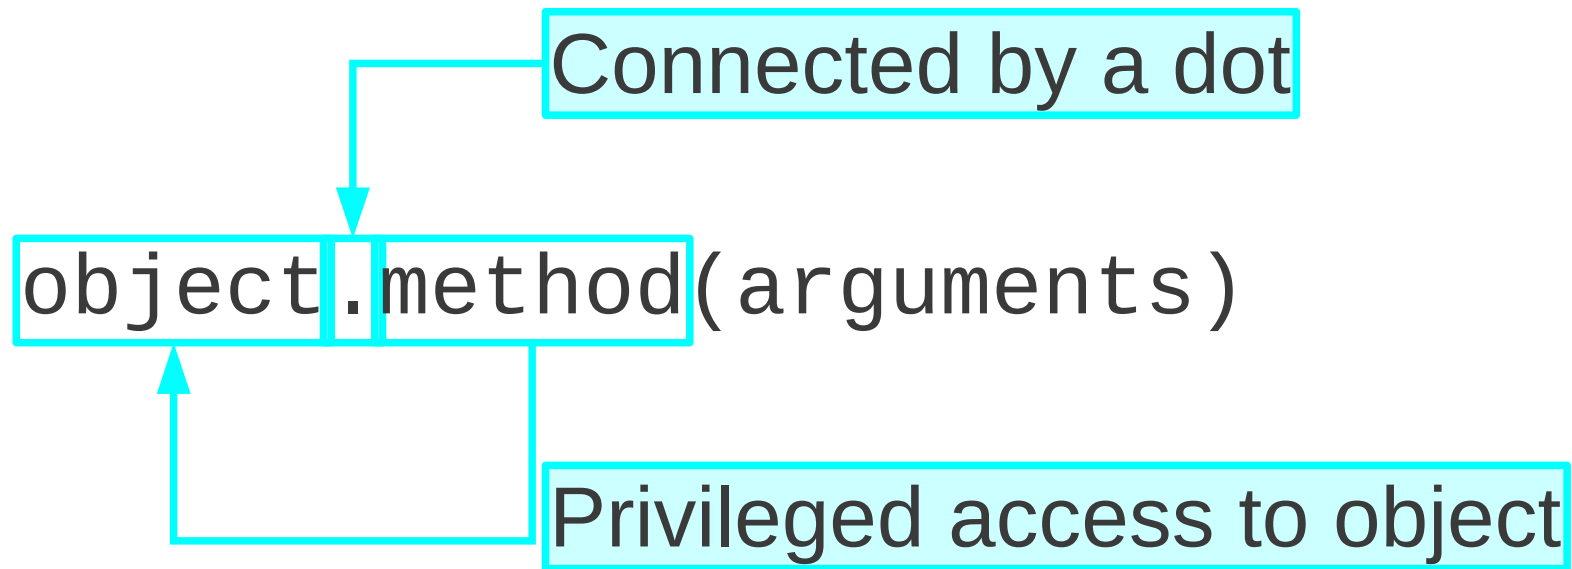 Connected by a dot
object.method(arguments)
Privileged access to object